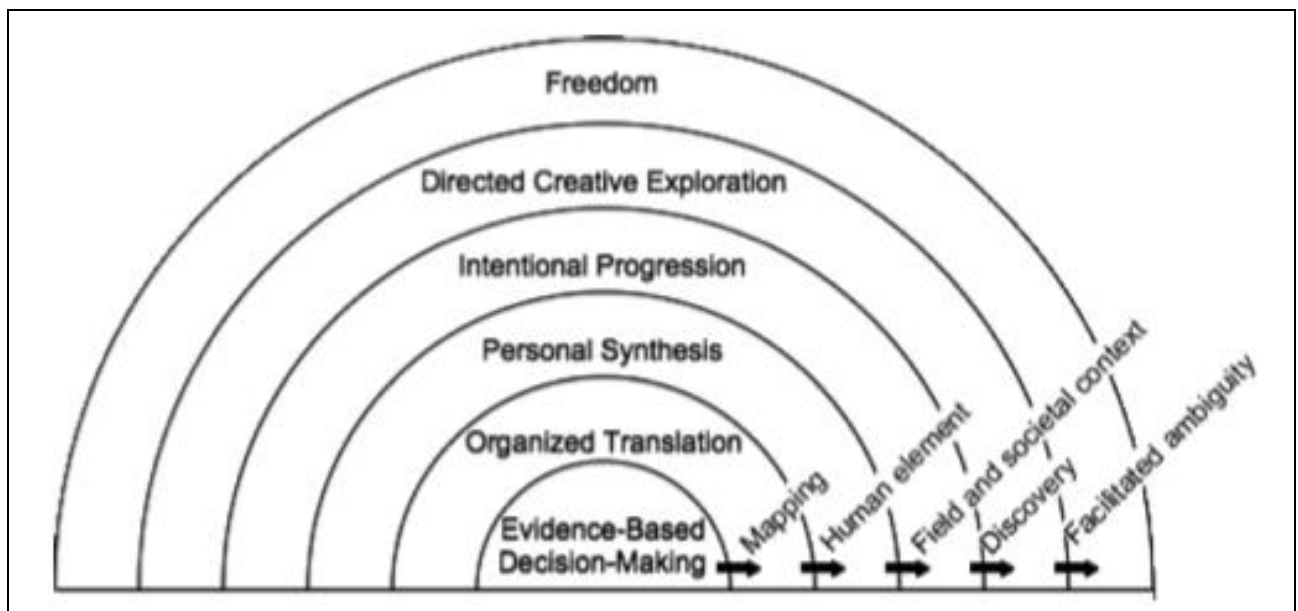 Freedom
Directed Creative Exploration
Intentional Progression
Personal Synthesis
Organized Translation
Evidence-Based
Decision-Making
Mapping
Human element
Field and societal context
Discovery
Facilitated ambiguity